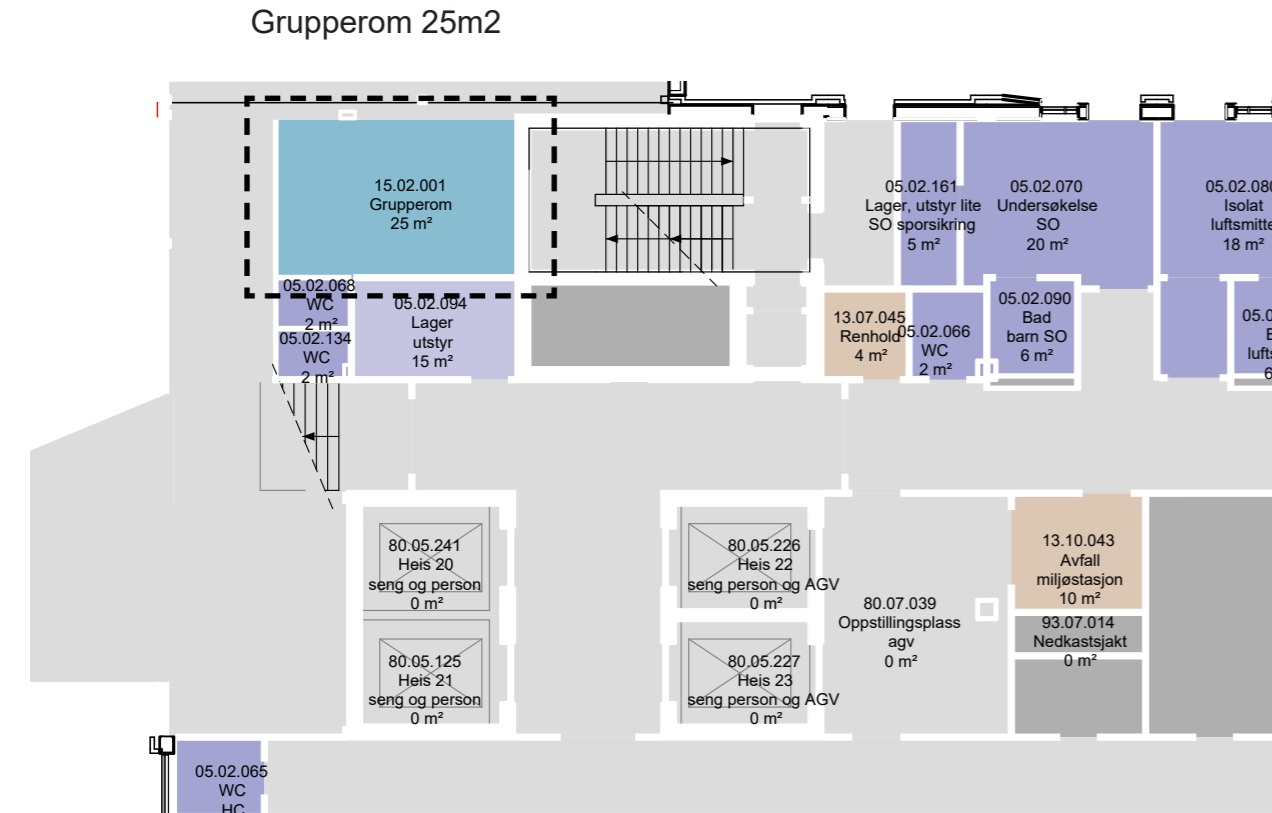 Grupperom 25m2
15.02.001
Grupperom
25 m²
05.02.161
Lager, utstyr lite
SO sporsikring
5 m²
05.02.070
Undersøkelse
SO
20 m²
05.02.080
Isolat
luftsmitte
18 m²
05.02.068
WC
2 m²
05.02.134
WC
2 m²
05.02.094
Lager
utstyr
15 m²
13.07.045
Renhold
4 m²
05.02.066
WC
2 m²
05.02.090
Bad
barn SO
6 m²
80.05.241
Heis 20
seng og person
0 m²
80.05.226
Heis 22
seng person og AGV
0 m²
80.05.125
Heis 21
seng og person
0 m²
80.05.227
Heis 23
seng person og AGV
0 m²
80.07.039
Oppstillingsplass
agv
0 m²
13.10.043
Avfall
miljøstasjon
10 m²
93.07.014
Nedkastsjakt
0 m²
05.02.065
WC
HC